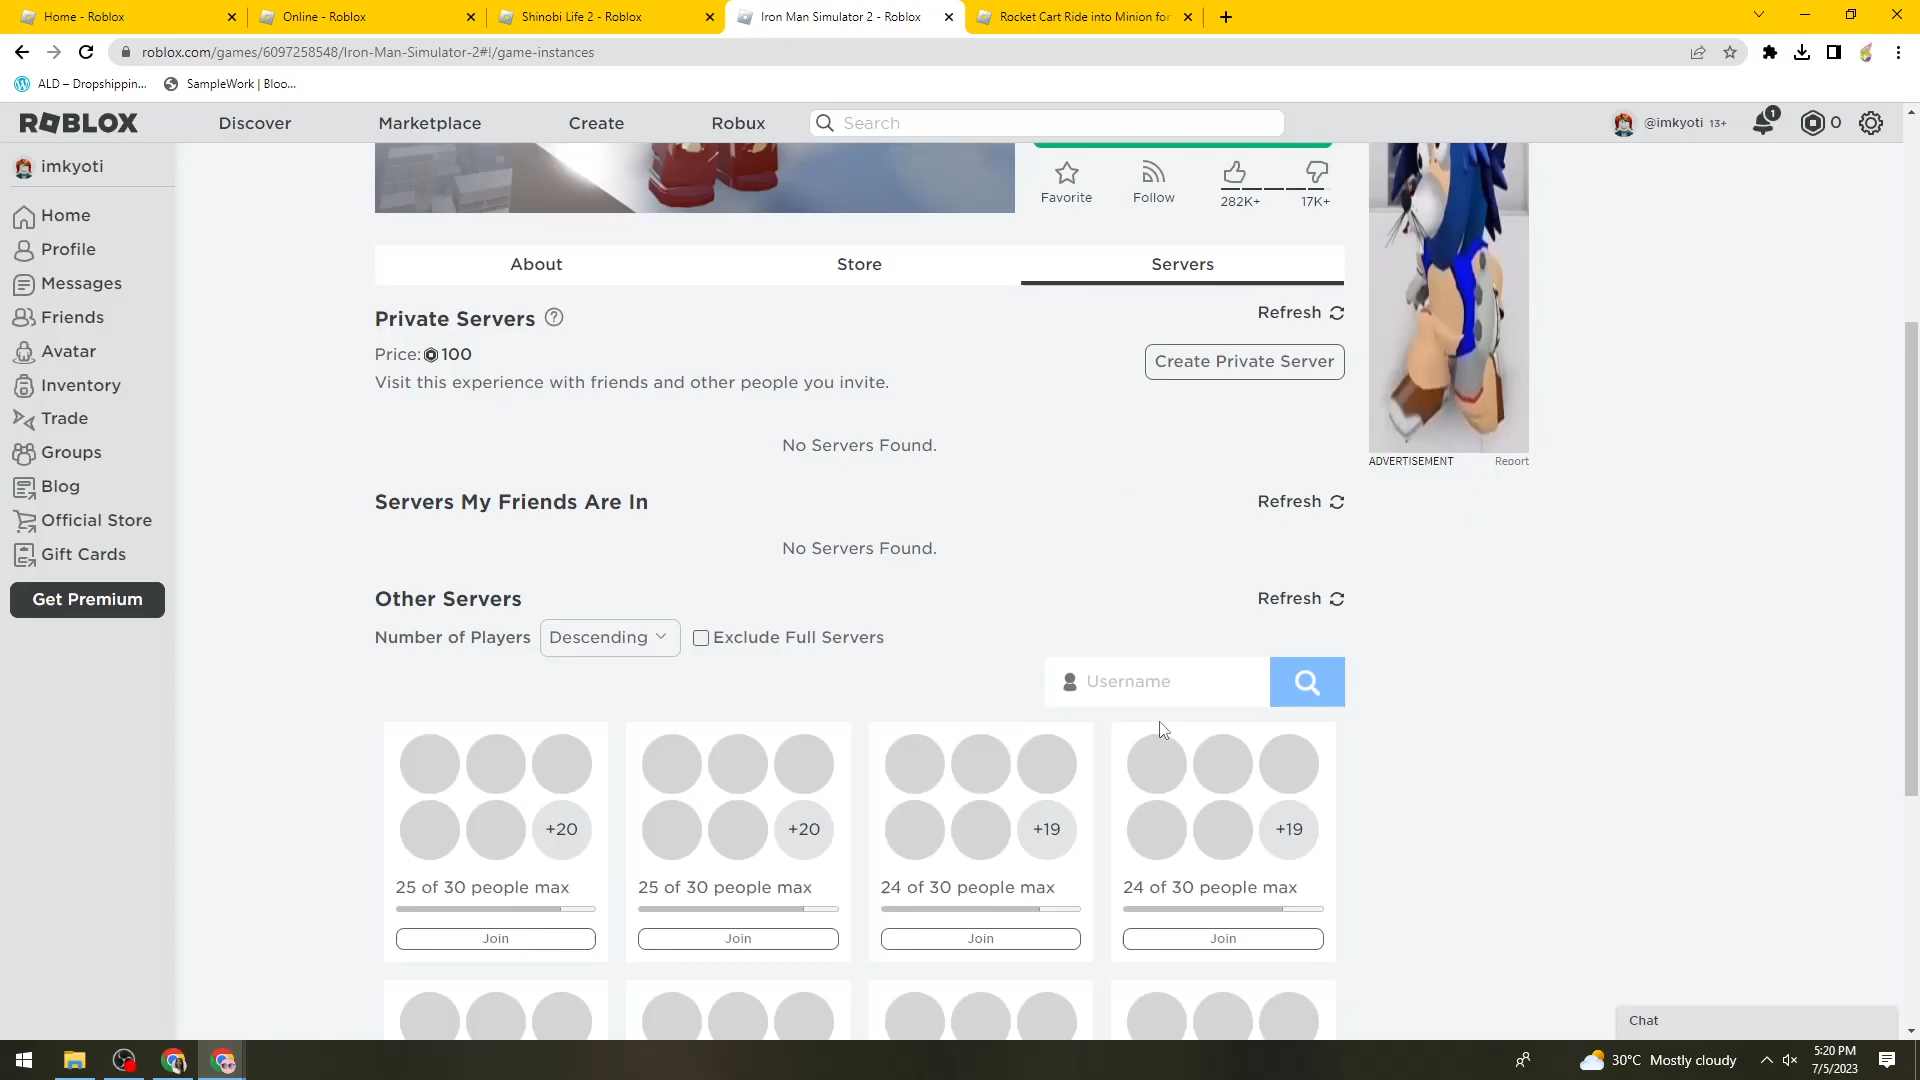 Home - Roblox
Online - Roblox
Shinobi Life 2 - Roblox
Iron Man Simulator 2 - Roblox
Rocket Cart Ride into Minion for
roblox.com/games/6097258548/Iron-Man-Simulator-2#!/game-instances
ALD – Dropshippin...
SampleWork | Bloo...
ROBLOX
Discover
Marketplace
Create
Robux
Search
@imkyoti 13+
1
0
imkyoti
Home
Profile
Messages
Friends
Avatar
Inventory
Trade
Groups
Blog
Official Store
Gift Cards
Get Premium
Favorite
Follow
282K+
17K+
About
Store
Servers
Private Servers ?
Refresh
Price: 100
Create Private Server
Visit this experience with friends and other people you invite.
No Servers Found.
ADVERTISEMENT
Report
Servers My Friends Are In
Refresh
No Servers Found.
Other Servers
Refresh
Number of Players
Descending
Exclude Full Servers
Username
+20
+20
+19
+19
25 of 30 people max
25 of 30 people max
24 of 30 people max
24 of 30 people max
Join
Join
Join
Join
Chat
30°C Mostly cloudy
5:20 PM
7/5/2023